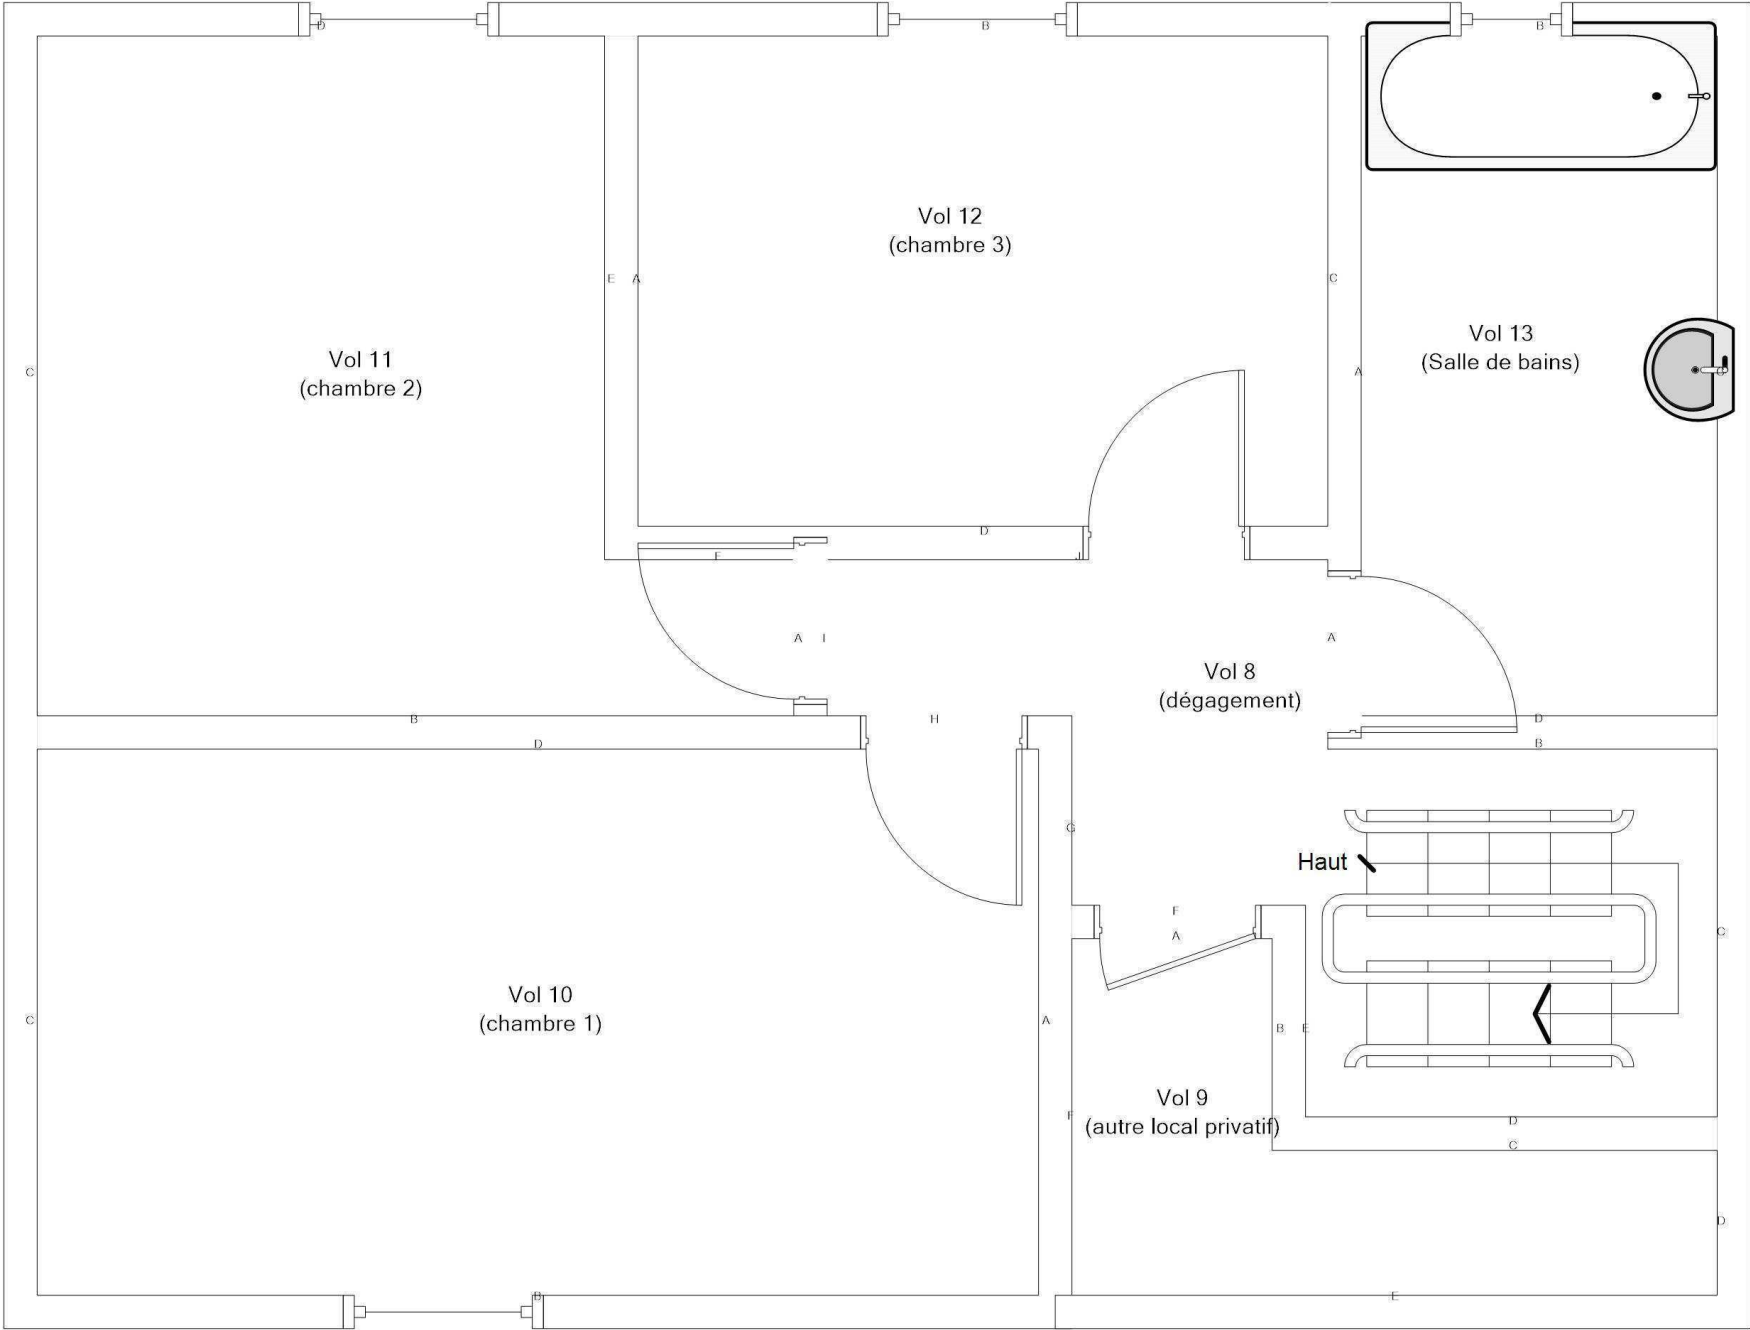 D
B
B
Vol 12
(chambre 3)
E
A
C
Vol 13
(Salle de bains)
Vol 11
(chambre 2)
C
A
D
F
J
A
I
A
Vol 8
(dégagement)
B
H
D
D
B
G
Haut
F
A
C
Vol 10
(chambre 1)
C
A
B
E
Vol 9
(autre local privatif)
F
D
C
D
B
E